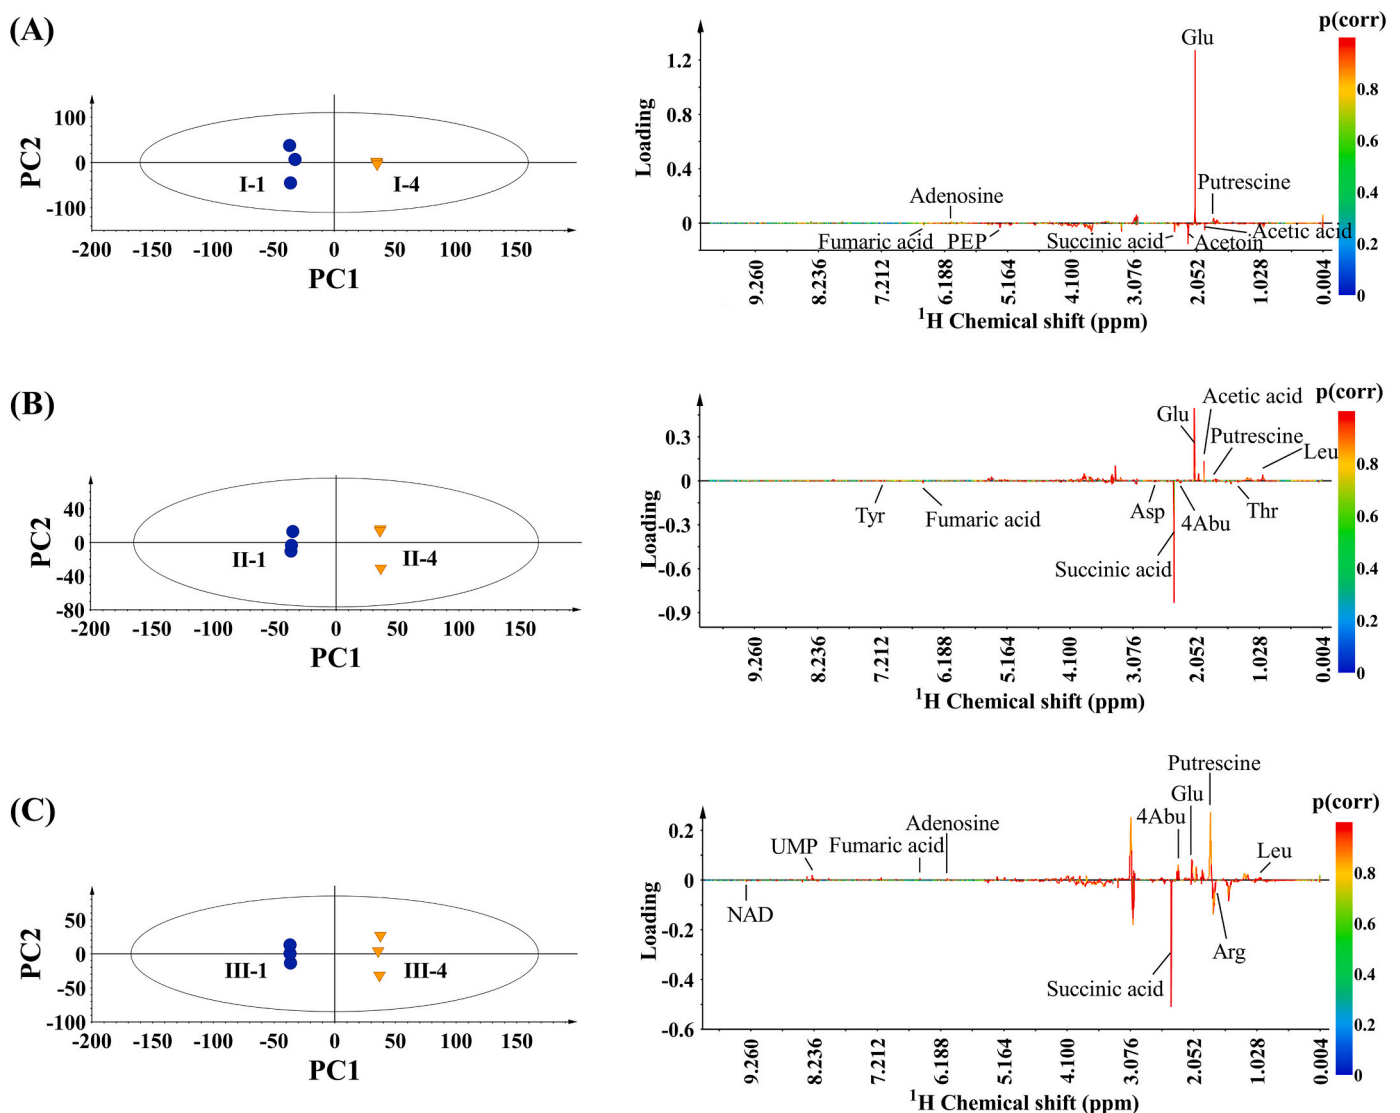 (A)
PC2
100
0
-100
I-1
I-4
-200 -150 -100 -50 0 50 100 150
PC1
p(corr)
Loading
1.2
0.8
0.4
0
Glu
Adenosine
Putrescine
Fumaric acid
PEP
Succinic acid
Acetoin
Acetic acid
9.260 8.236 7.212 6.188 5.164 4.100 3.076 2.052 1.028 0.004
1H Chemical shift (ppm)
0.8
0.6
0.4
0.2
0
(B)
PC2
40
0
-40
-80
II-1
II-4
-200 -150 -100 -50 0 50 100 150
PC1
p(corr)
Loading
0.3
0
-0.3
-0.6
-0.9
Glu
Acetic acid
Putrescine
Leu
Tyr
Fumaric acid
Asp
4Abu
Thr
Succinic acid
9.260 8.236 7.212 6.188 5.164 4.100 3.076 2.052 1.028 0.004
1H Chemical shift (ppm)
0.8
0.6
0.4
0.2
0
(C)
PC2
50
0
-50
-100
III-1
III-4
-200 -150 -100 -50 0 50 100 150
PC1
p(corr)
Loading
0.2
0
-0.2
-0.4
-0.6
Putrescine
Glu
4Abu
Adenosine
Fumaric acid
UMP
Leu
NAD
Arg
Succinic acid
9.260 8.236 7.212 6.188 5.164 4.100 3.076 2.052 1.028 0.004
1H Chemical shift (ppm)
0.8
0.6
0.4
0.2
0